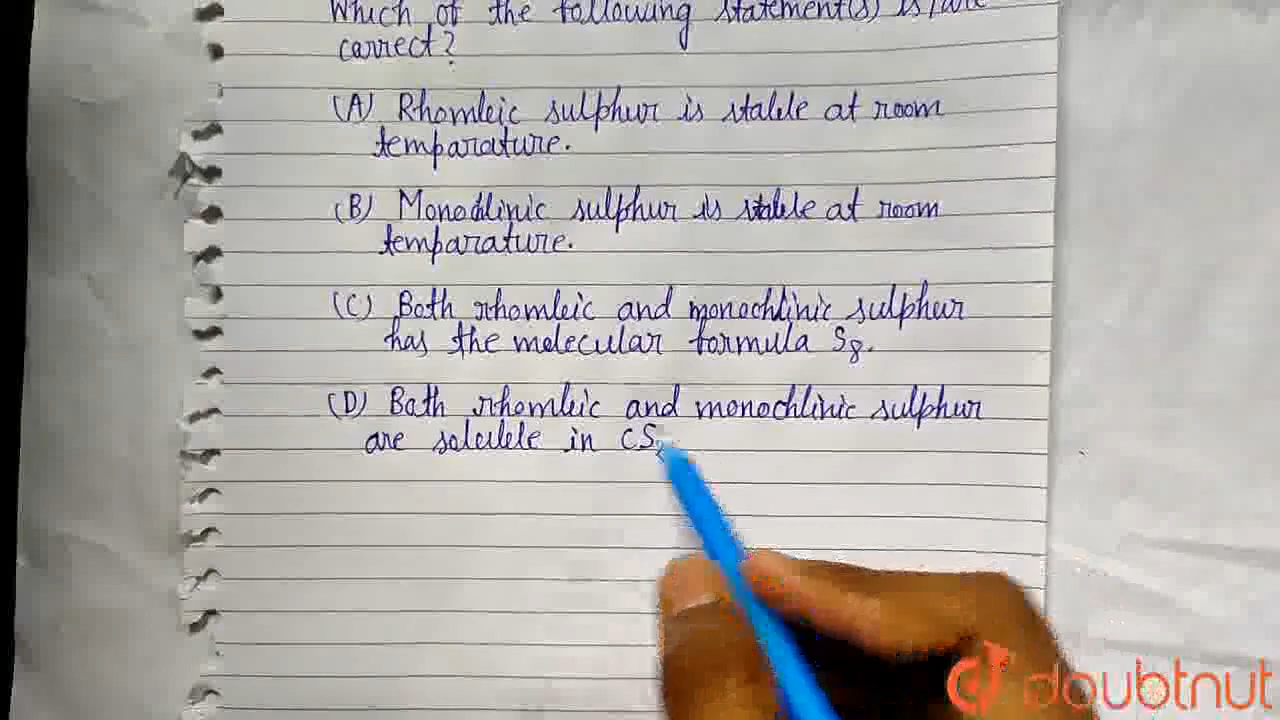 Which of the following statement(s) is/are
carrect?
(A) Rhombic sulphur is stable at room
temparature.
(B) Monoclinic sulphur is stable at room
temparature.
(C) Both rhombic and monochlinic sulphur
has the molecular formula S₈.
(D) Both rhombic and monochlinic sulphur
are soluble in CS₂
doubtnut